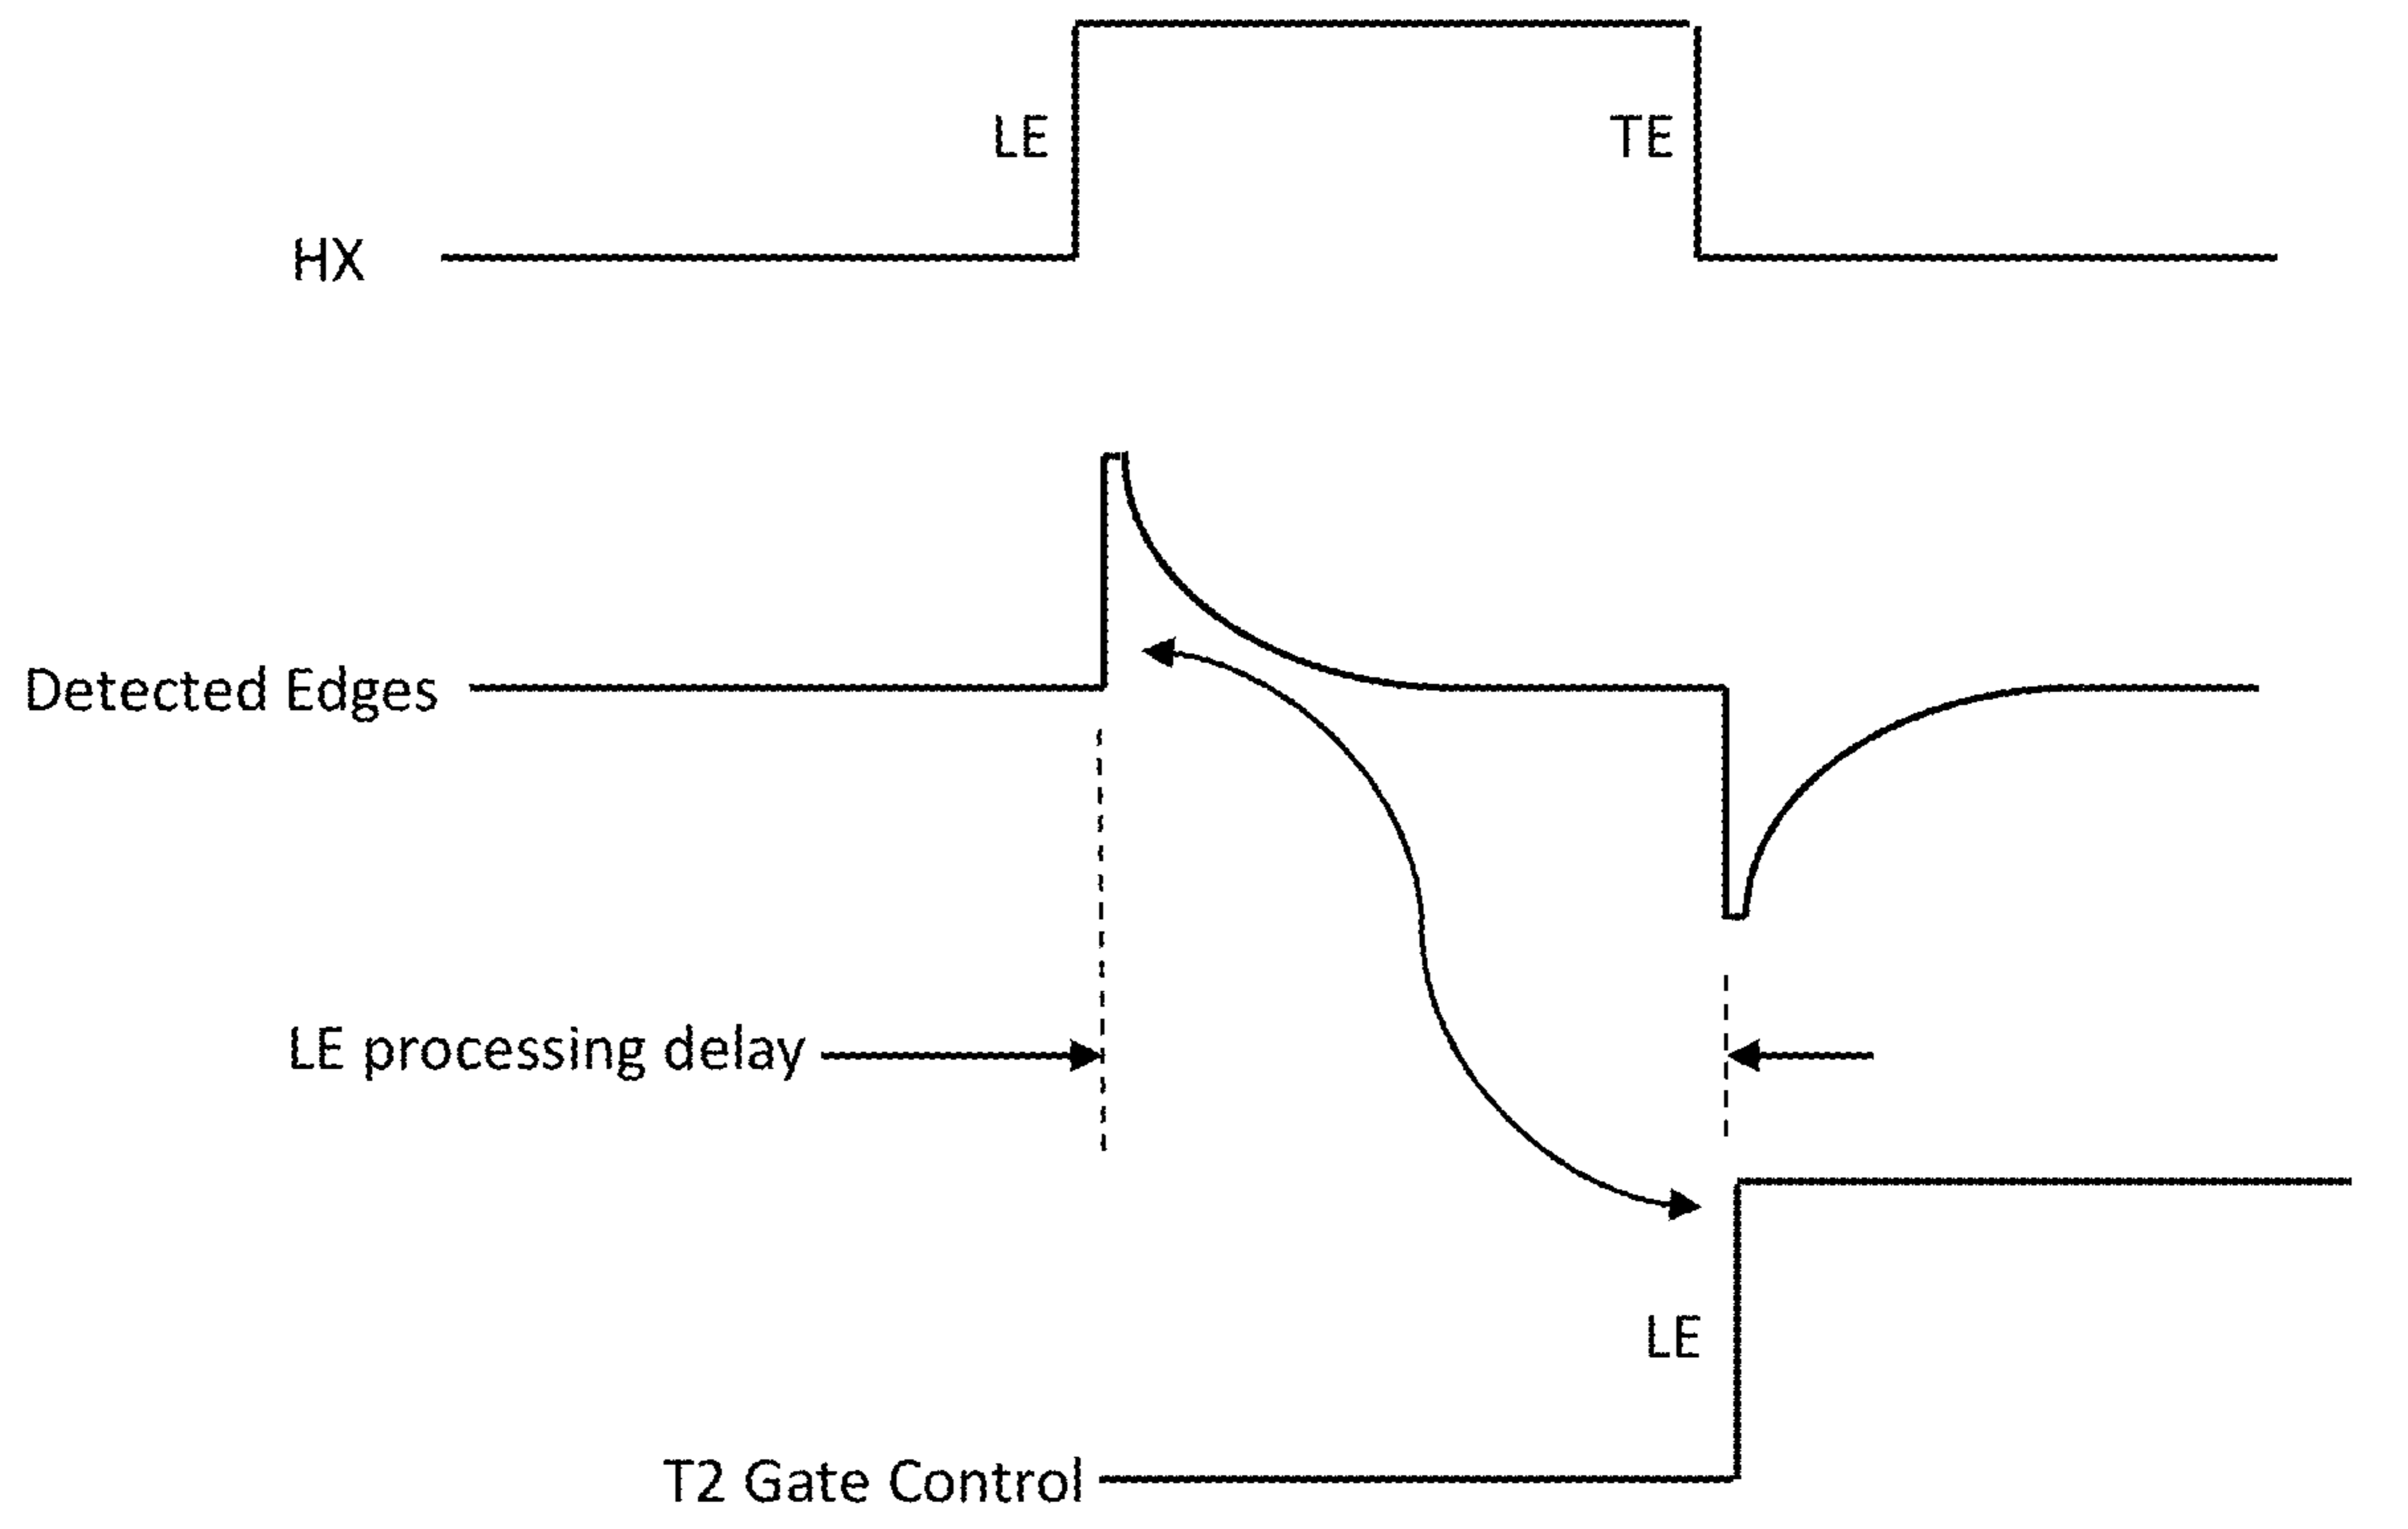 LE
TE
HX
Detected Edges
LE processing delay
LE
T2 Gate Control